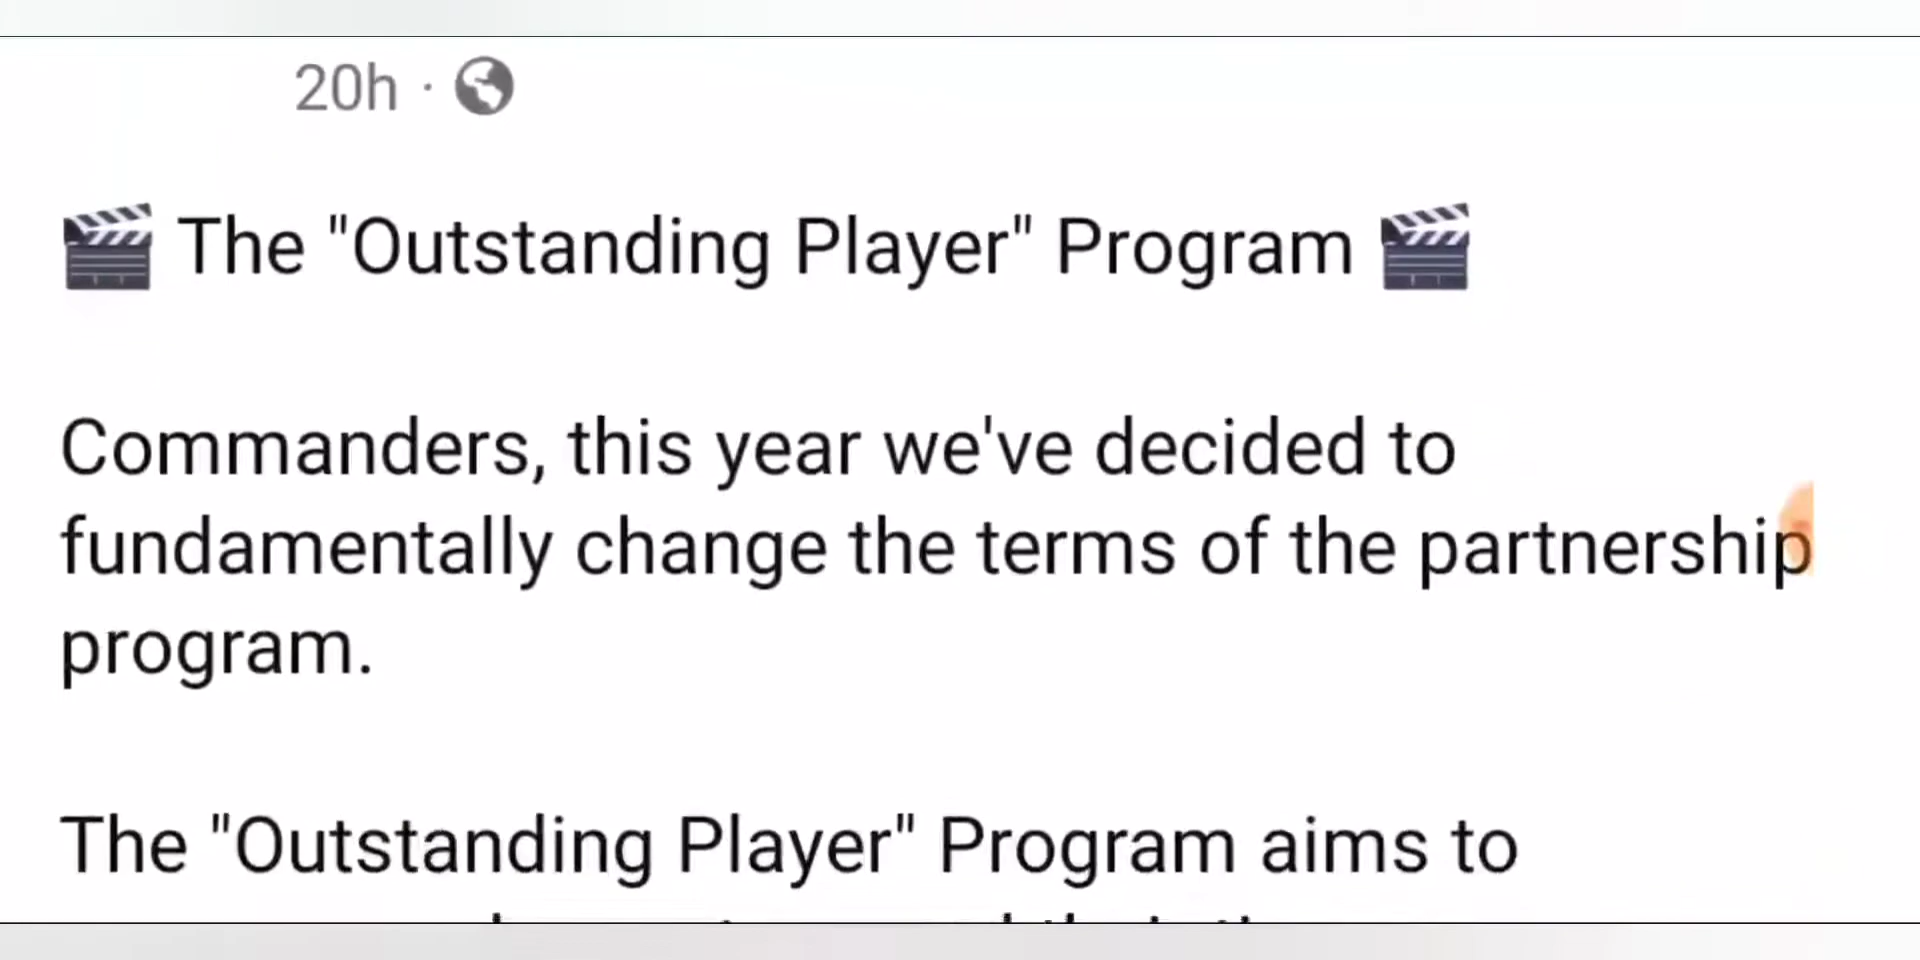 20h ·
🎬 The "Outstanding Player" Program 🎬
Commanders, this year we've decided to
fundamentally change the terms of the partnership
program.
The "Outstanding Player" Program aims to